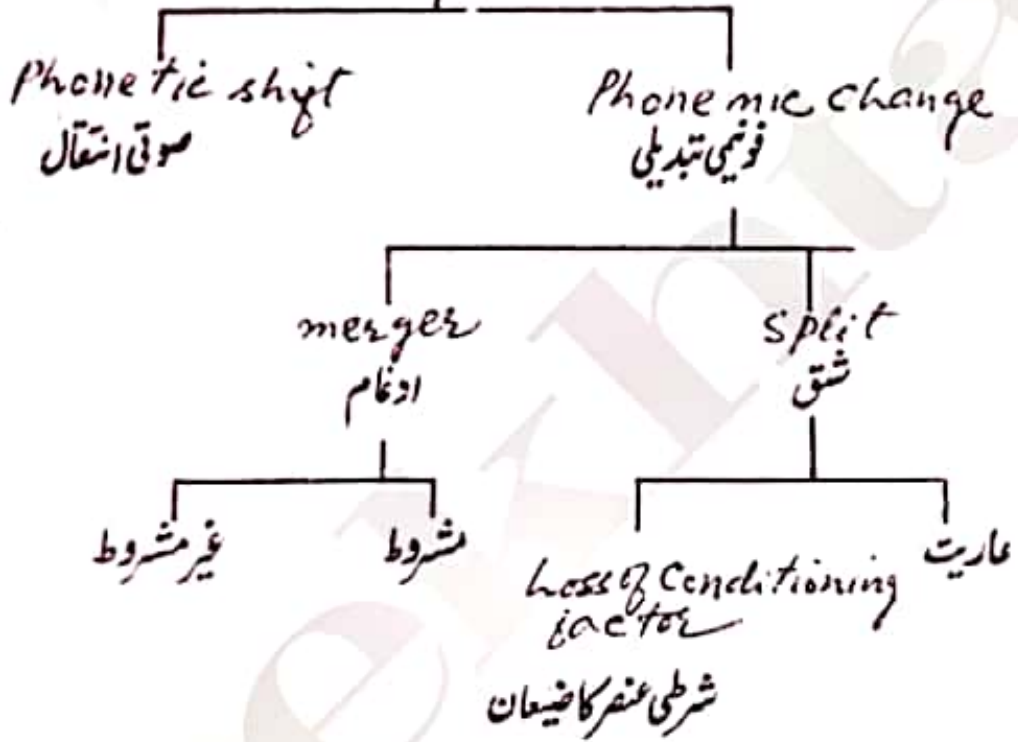 Phonetic shift
صوتی انتقال
Phonemic change
فونیمی تبدیلی
merger
ادغام
split
شق
غیر مشروط
مشروط
Loss of Conditioning
factor
شرطی عنصر کا ضیعان
عاریت